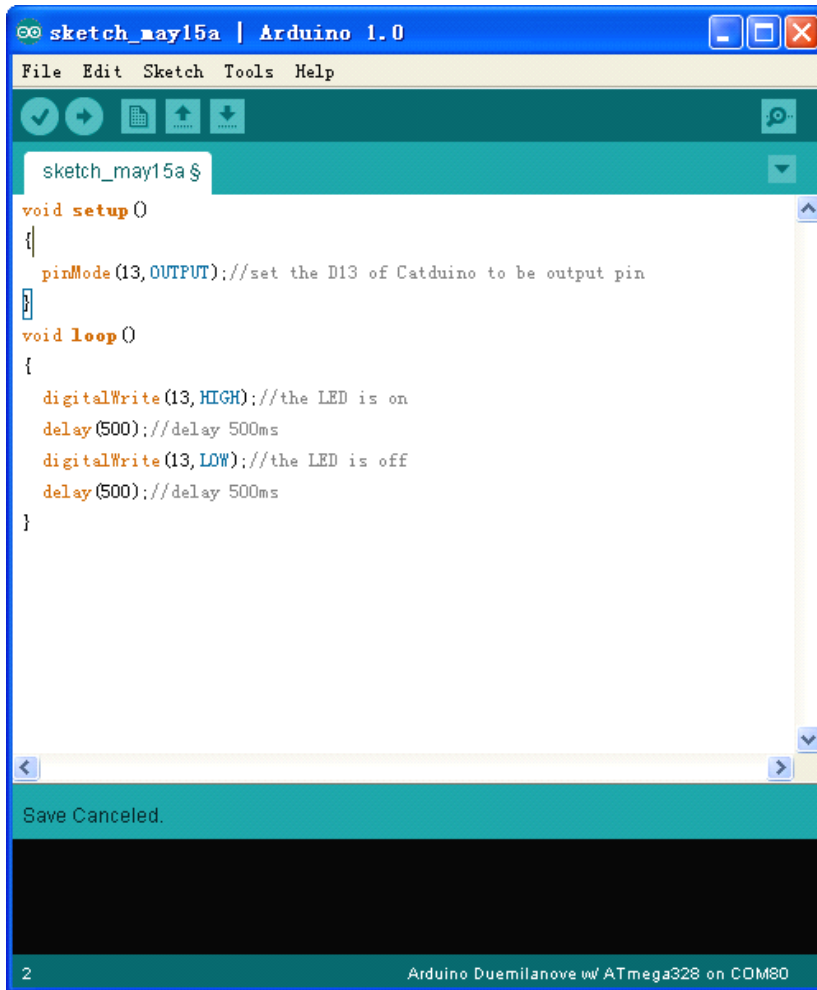 sketch_may15a | Arduino 1.0
File Edit Sketch Tools Help
sketch_may15a §
void setup()
{
  pinMode(13,OUTPUT);//set the D13 of Catduino to be output pin
}
void loop()
{
  digitalWrite(13,HIGH);//the LED is on
  delay(500);//delay 500ms
  digitalWrite(13,LOW);//the LED is off
  delay(500);//delay 500ms
}
Save Canceled.
2 Arduino Duemilanove w/ ATmega328 on COM80